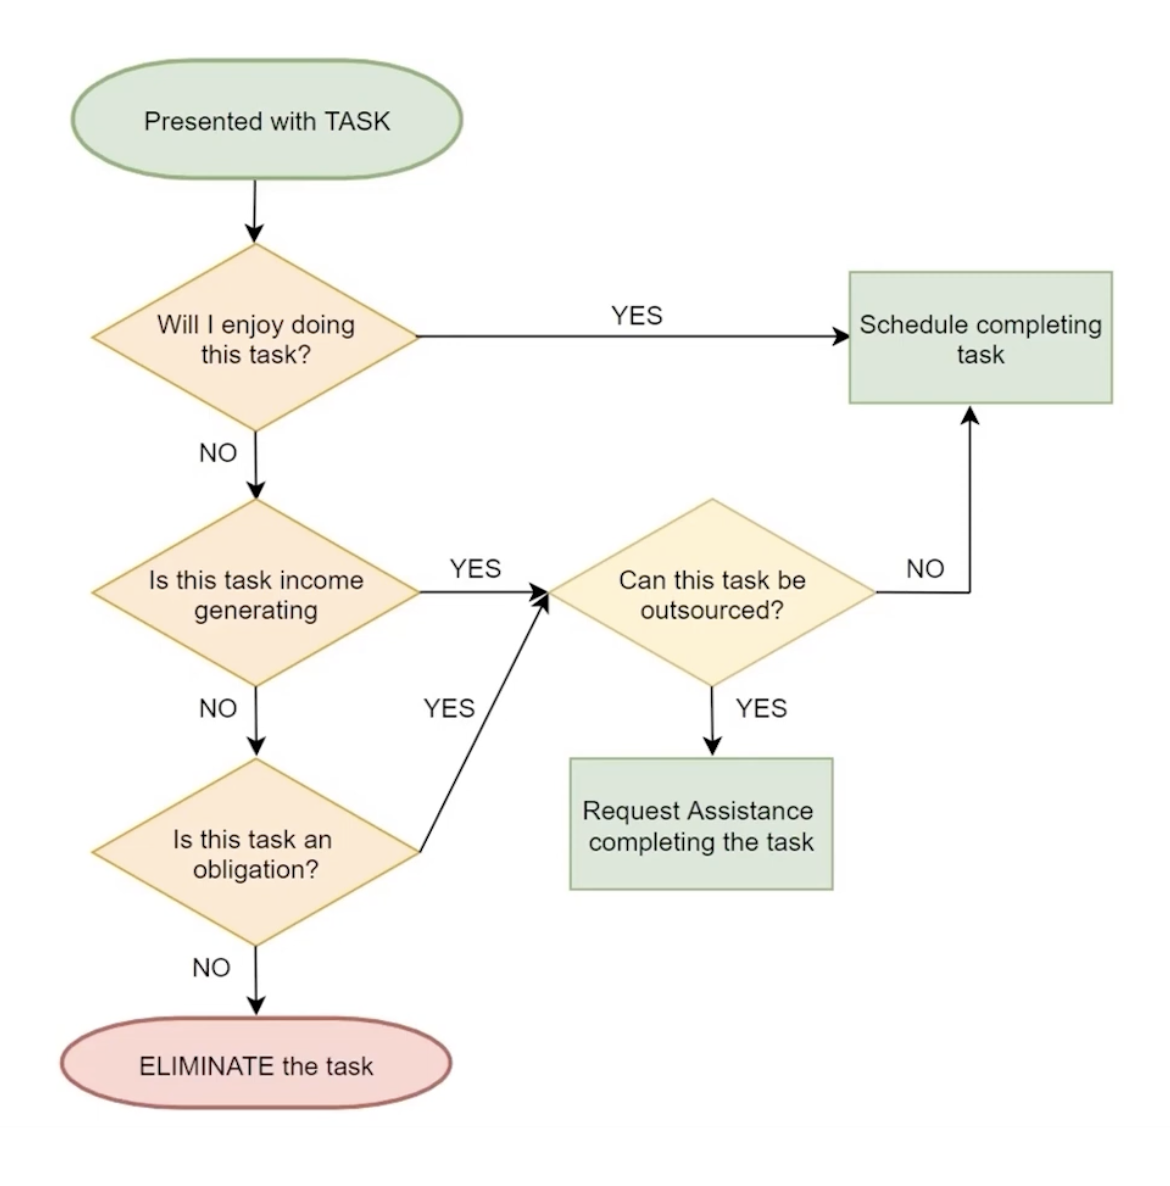 Presented with TASK
Will I enjoy doing
this task?
YES
Schedule completing
task
NO
Is this task income
generating
YES
Can this task be
outsourced?
NO
NO
YES
YES
Is this task an
obligation?
Request Assistance
completing the task
NO
ELIMINATE the task